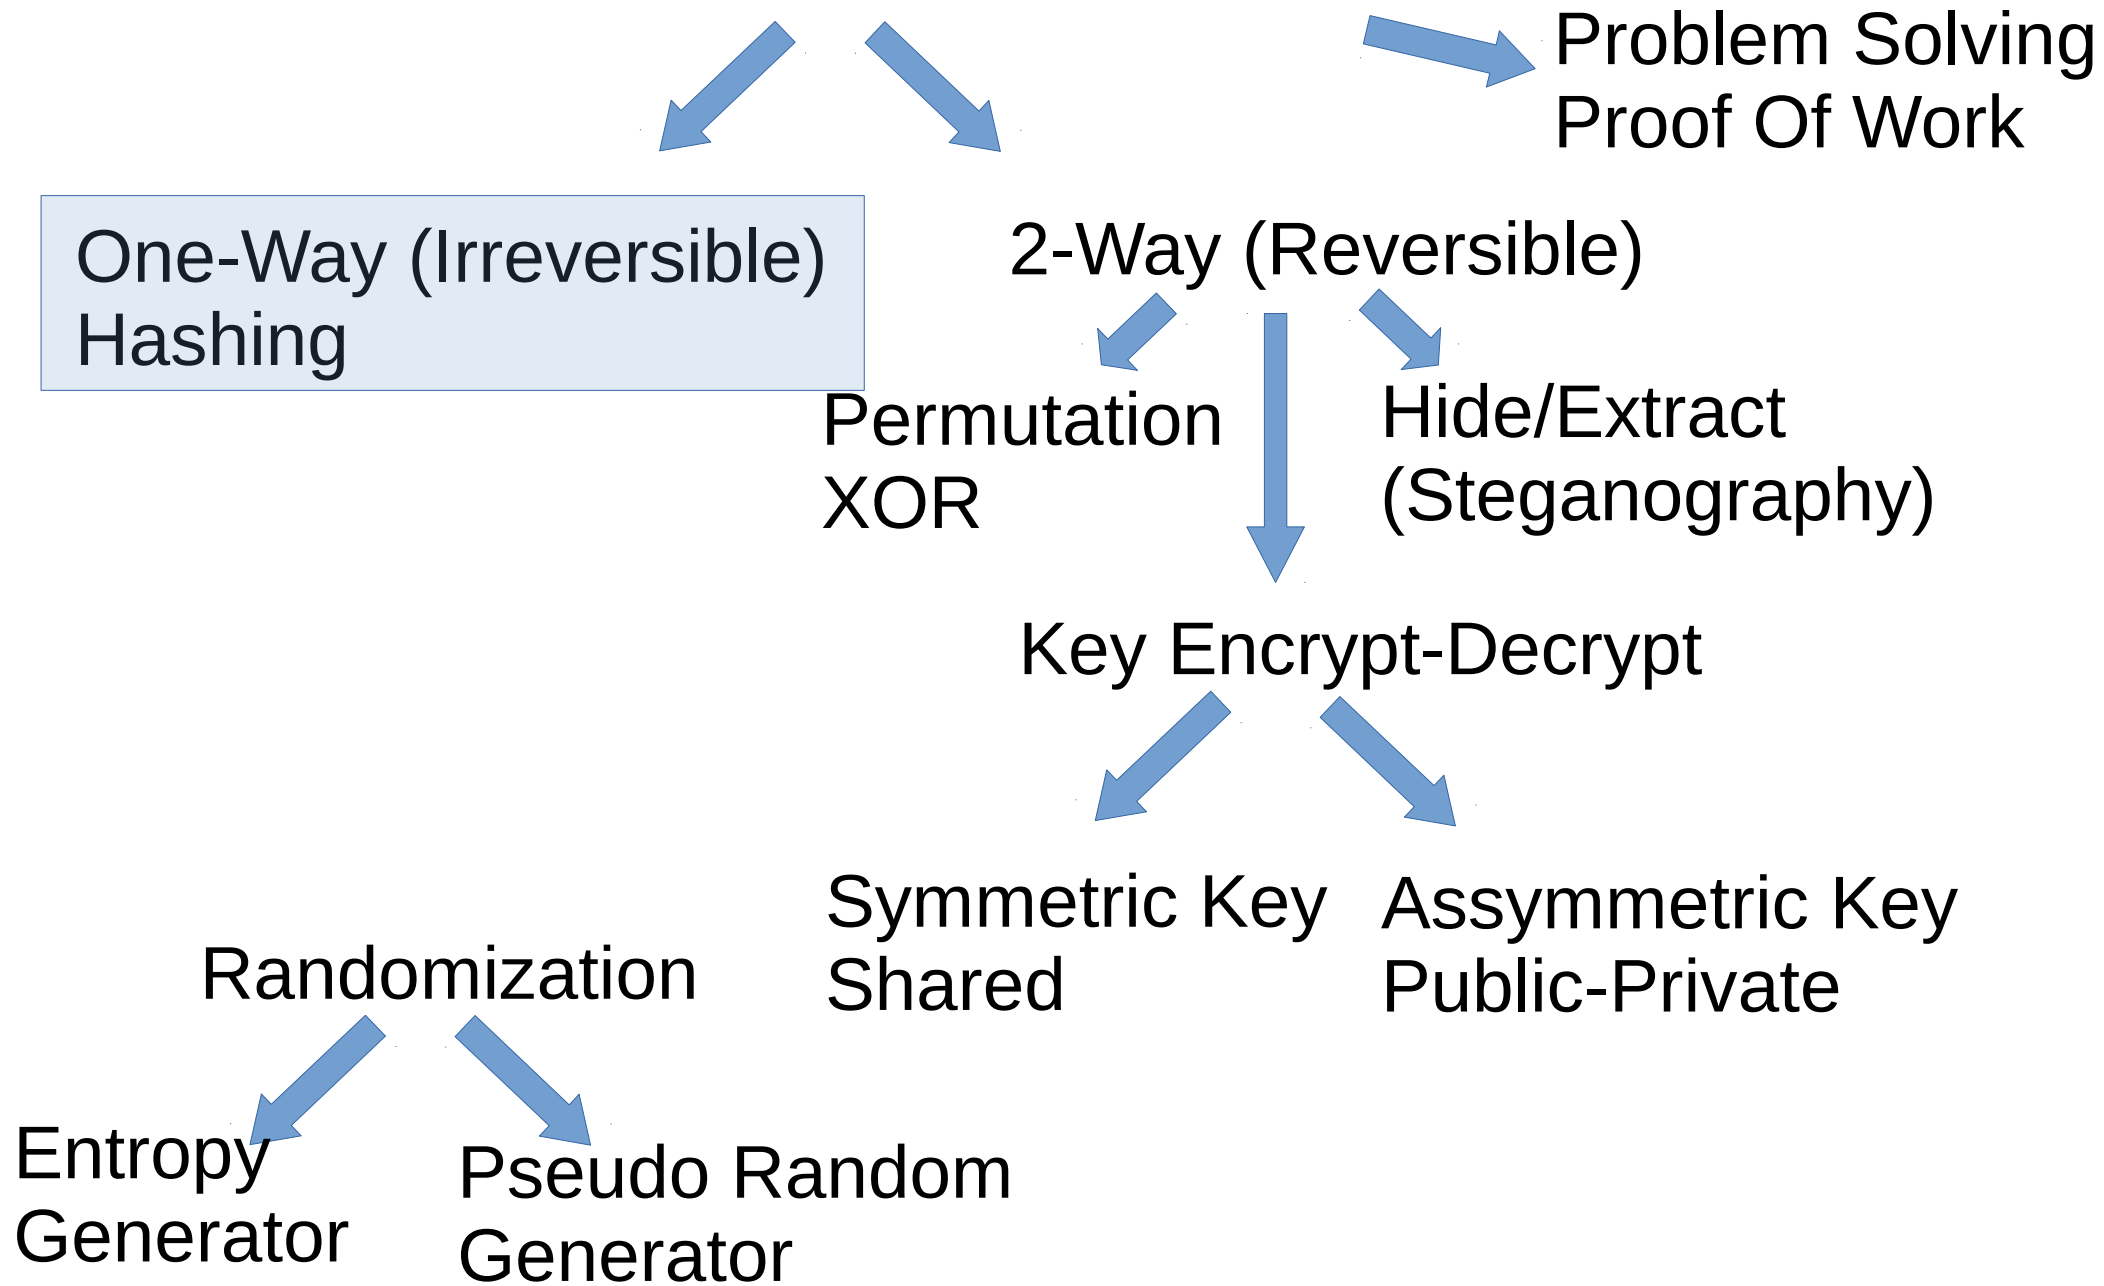 Problem Solving
Proof Of Work
One-Way (Irreversible)
Hashing
2-Way (Reversible)
Permutation
XOR
Hide/Extract
(Steganography)
Key Encrypt-Decrypt
Symmetric Key
Shared
Assymmetric Key
Public-Private
Randomization
Entropy
Generator
Pseudo Random
Generator